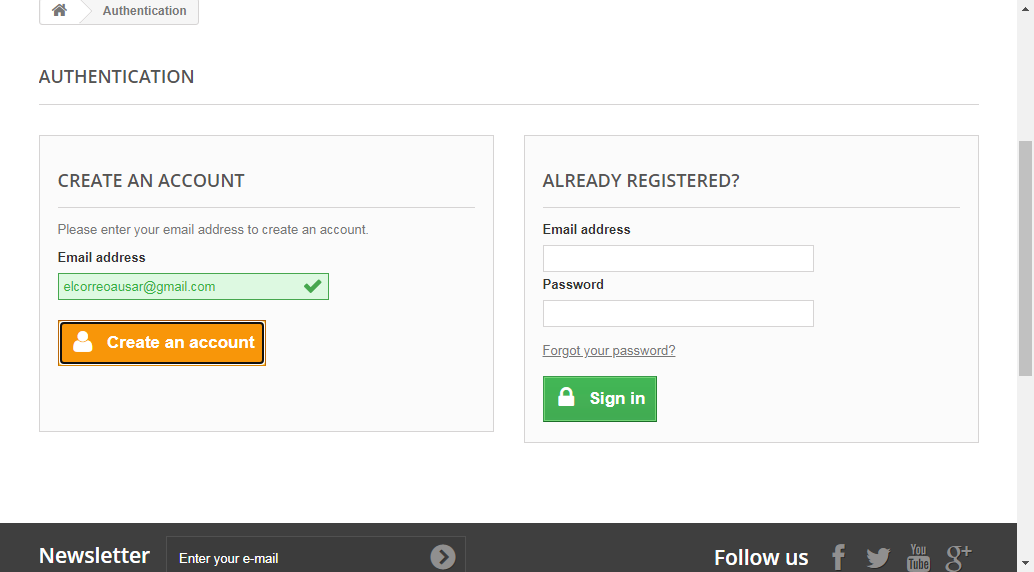 Authentication
AUTHENTICATION
CREATE AN ACCOUNT
Please enter your email address to create an account.
Email address
elcorreoausar@gmail.com
Create an account
ALREADY REGISTERED?
Email address
Password
Forgot your password?
Sign in
Newsletter
Enter your e-mail
Follow us
You
Tube
g+